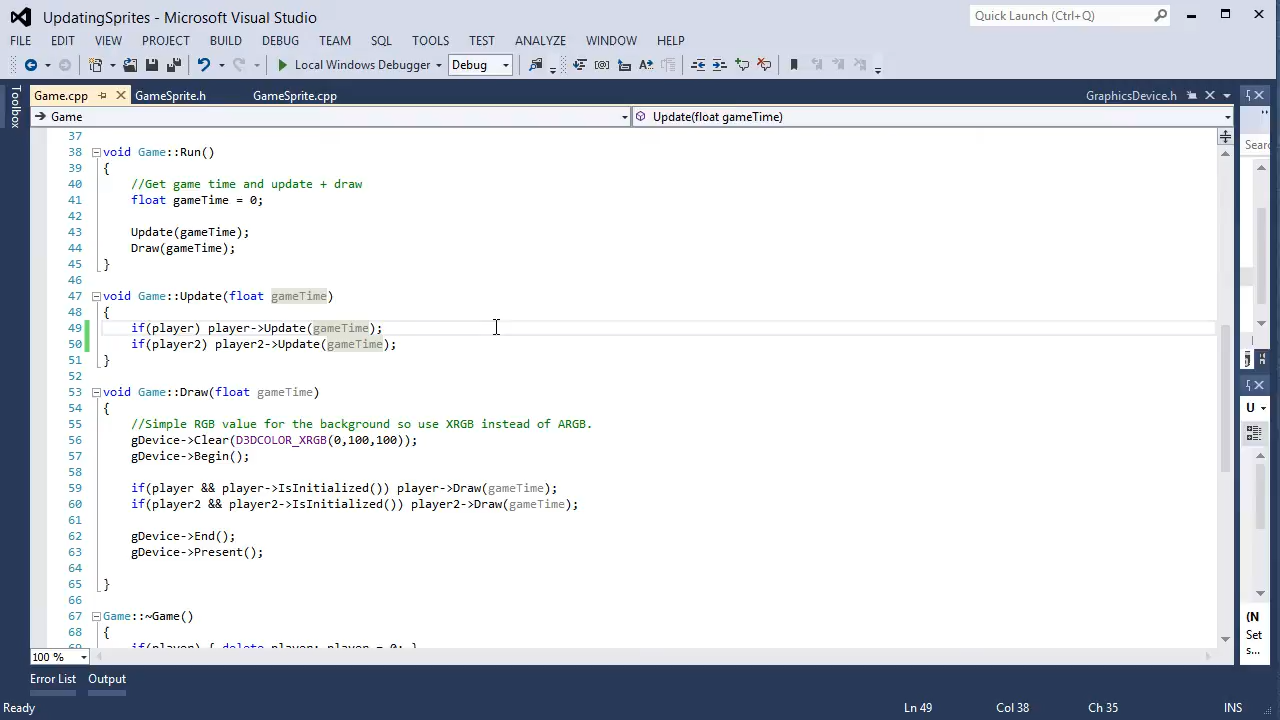 UpdatingSprites - Microsoft Visual Studio
Quick Launch (Ctrl+Q)
FILE EDIT VIEW PROJECT BUILD DEBUG TEAM SQL TOOLS TEST ANALYZE WINDOW HELP
Local Windows Debugger Debug
Toolbox
Game.cpp GameSprite.h GameSprite.cpp GraphicsDevice.h
Game Update(float gameTime)
Searc
37
38 void Game::Run()
39 {
40 //Get game time and update + draw
41 float gameTime = 0;
42
43 Update(gameTime);
44 Draw(gameTime);
45 }
46
47 void Game::Update(float gameTime)
48 {
49 if(player) player->Update(gameTime);
50 if(player2) player2->Update(gameTime);
51 }
52
53 void Game::Draw(float gameTime)
54 {
55 //Simple RGB value for the background so use XRGB instead of ARGB.
56 gDevice->Clear(D3DCOLOR_XRGB(0,100,100));
57 gDevice->Begin();
58
59 if(player && player->IsInitialized()) player->Draw(gameTime);
60 if(player2 && player2->IsInitialized()) player2->Draw(gameTime);
61
62 gDevice->End();
63 gDevice->Present();
64
65 }
66
67 Game::~Game()
68 {
69 if(player) { delete player; player = 0; }
U
(N
Set
s...
100 %
Error List Output
Ready Ln 49 Col 38 Ch 35 INS